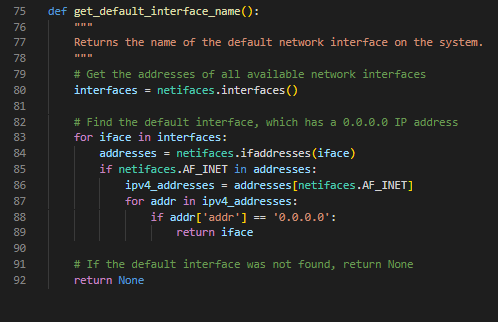 75 def get_default_interface_name():
76     """
77     Returns the name of the default network interface on the system.
78     """
79     # Get the addresses of all available network interfaces
80     interfaces = netifaces.interfaces()
81
82     # Find the default interface, which has a 0.0.0.0 IP address
83     for iface in interfaces:
84         addresses = netifaces.ifaddresses(iface)
85         if netifaces.AF_INET in addresses:
86             ipv4_addresses = addresses[netifaces.AF_INET]
87             for addr in ipv4_addresses:
88                 if addr['addr'] == '0.0.0.0':
89                     return iface
90
91     # If the default interface was not found, return None
92     return None